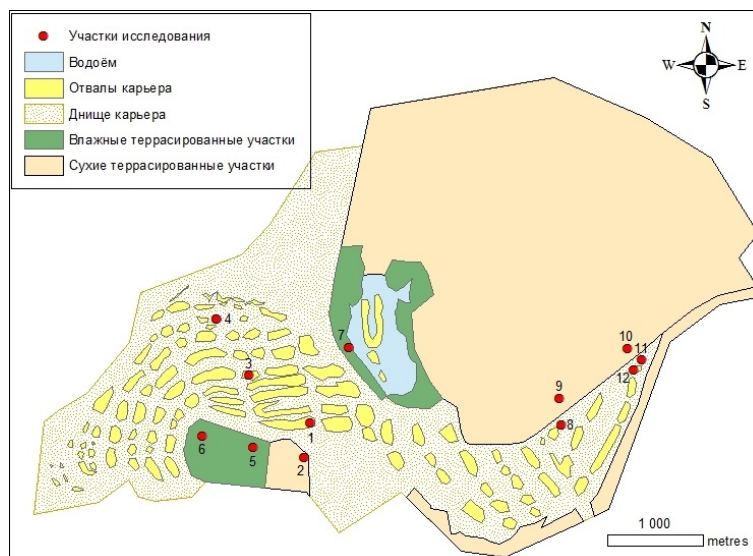 Участки исследования
Водоём
Отвалы карьера
Днище карьера
Влажные террасированные участки
Сухие террасированные участки
N
W E
S
4
7
10
11
3
12
9
1
8
6
5
2
1 000
metres